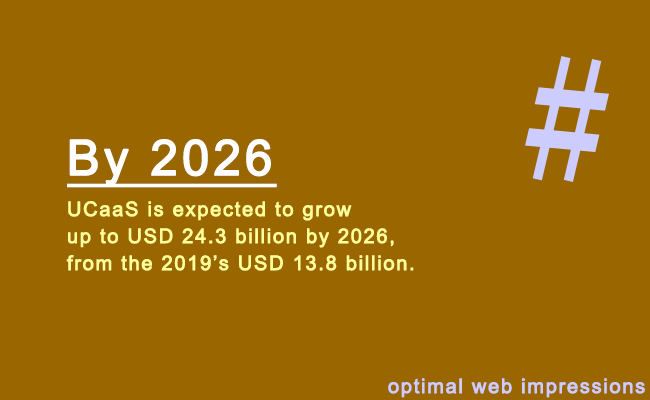 #
By 2026
UCaaS is expected to grow
up to USD 24.3 billion by 2026,
from the 2019’s USD 13.8 billion.
optimal web impressions